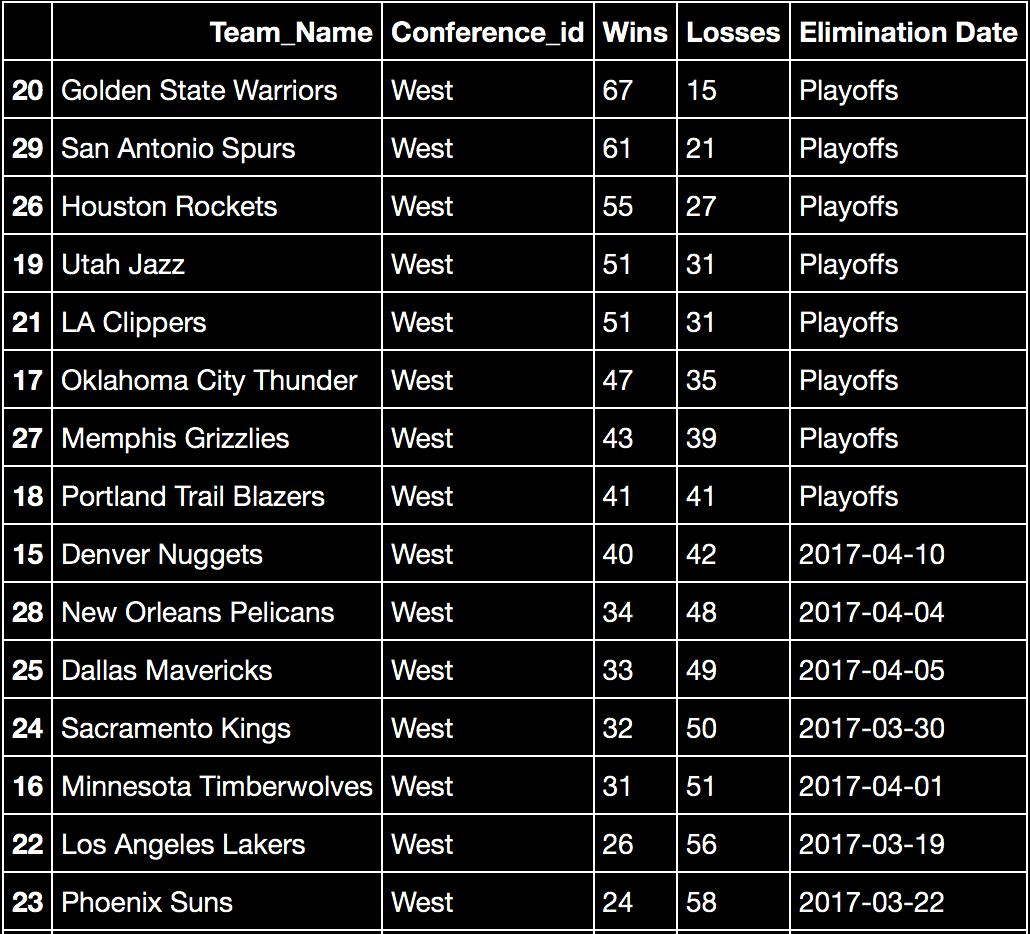 Team_Name Conference_id Wins Losses Elimination Date
20 Golden State Warriors West 67 15 Playoffs
29 San Antonio Spurs West 61 21 Playoffs
26 Houston Rockets West 55 27 Playoffs
19 Utah Jazz West 51 31 Playoffs
21 LA Clippers West 51 31 Playoffs
17 Oklahoma City Thunder West 47 35 Playoffs
27 Memphis Grizzlies West 43 39 Playoffs
18 Portland Trail Blazers West 41 41 Playoffs
15 Denver Nuggets West 40 42 2017-04-10
28 New Orleans Pelicans West 34 48 2017-04-04
25 Dallas Mavericks West 33 49 2017-04-05
24 Sacramento Kings West 32 50 2017-03-30
16 Minnesota Timberwolves West 31 51 2017-04-01
22 Los Angeles Lakers West 26 56 2017-03-19
23 Phoenix Suns West 24 58 2017-03-22